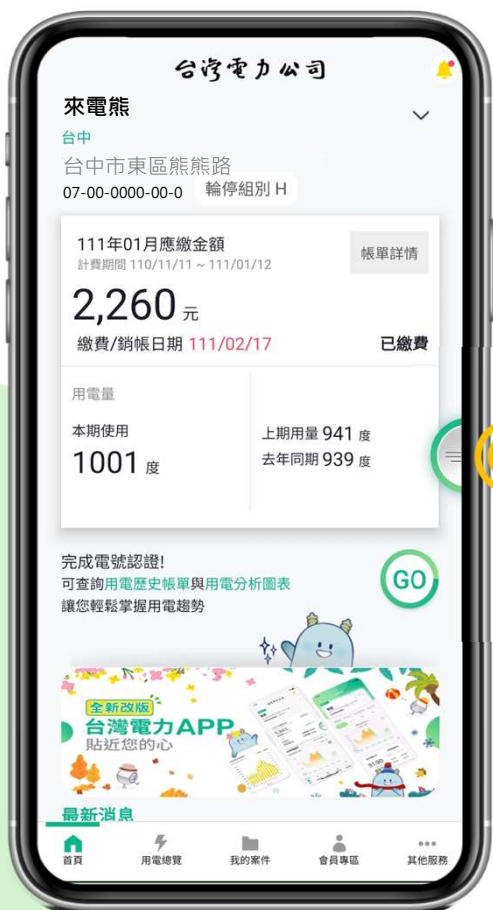 台灣電力公司
來電熊
台中
台中市東區熊熊路
07-00-0000-00-0 輪停組別 H
111年01月應繳金額
帳單詳情
計費期間 110/11/11 ~ 111/01/12
2,260 元
繳費/銷帳日期 111/02/17 已繳費
用電量
本期使用
1001 度
上期用量 941 度
去年同期 939 度
完成電號認證!
可查詢用電歷史帳單與用電分析圖表
讓您輕鬆掌握用電趨勢
GO
全新改版
台灣電力APP
貼近您的心
最新消息
首頁 用電總覽 我的案件 會員專區 其他服務